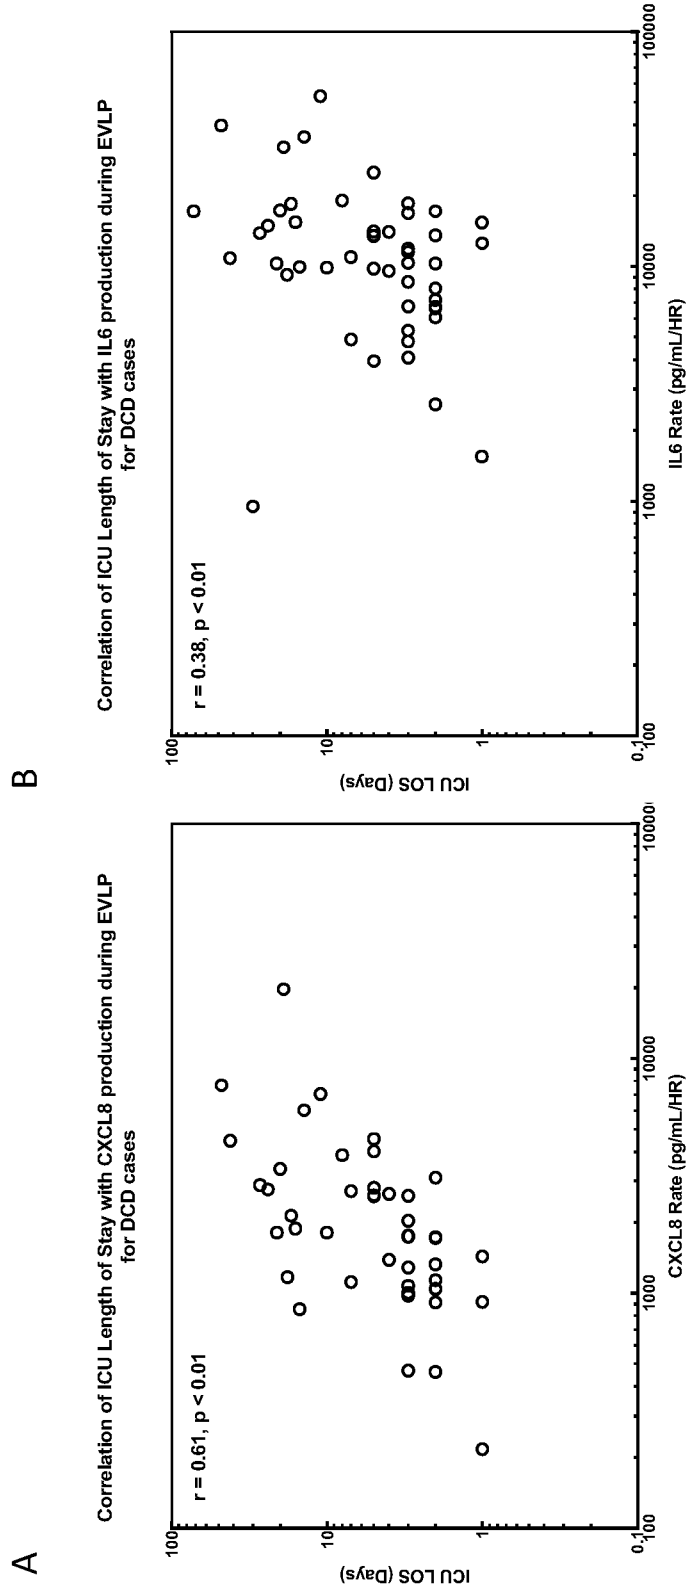 A
Correlation of ICU Length of Stay with CXCL8 production during EVLP
for DCD cases
r = 0.61, p < 0.01
ICU LOS (Days)
100
10
1
0.1
100
1000
10000
CXCL8 Rate (pg/mL/HR)
B
Correlation of ICU Length of Stay with IL6 production during EVLP
for DCD cases
r = 0.38, p < 0.01
ICU LOS (Days)
100
10
1
0.1
100
1000
10000
100000
IL6 Rate (pg/mL/HR)